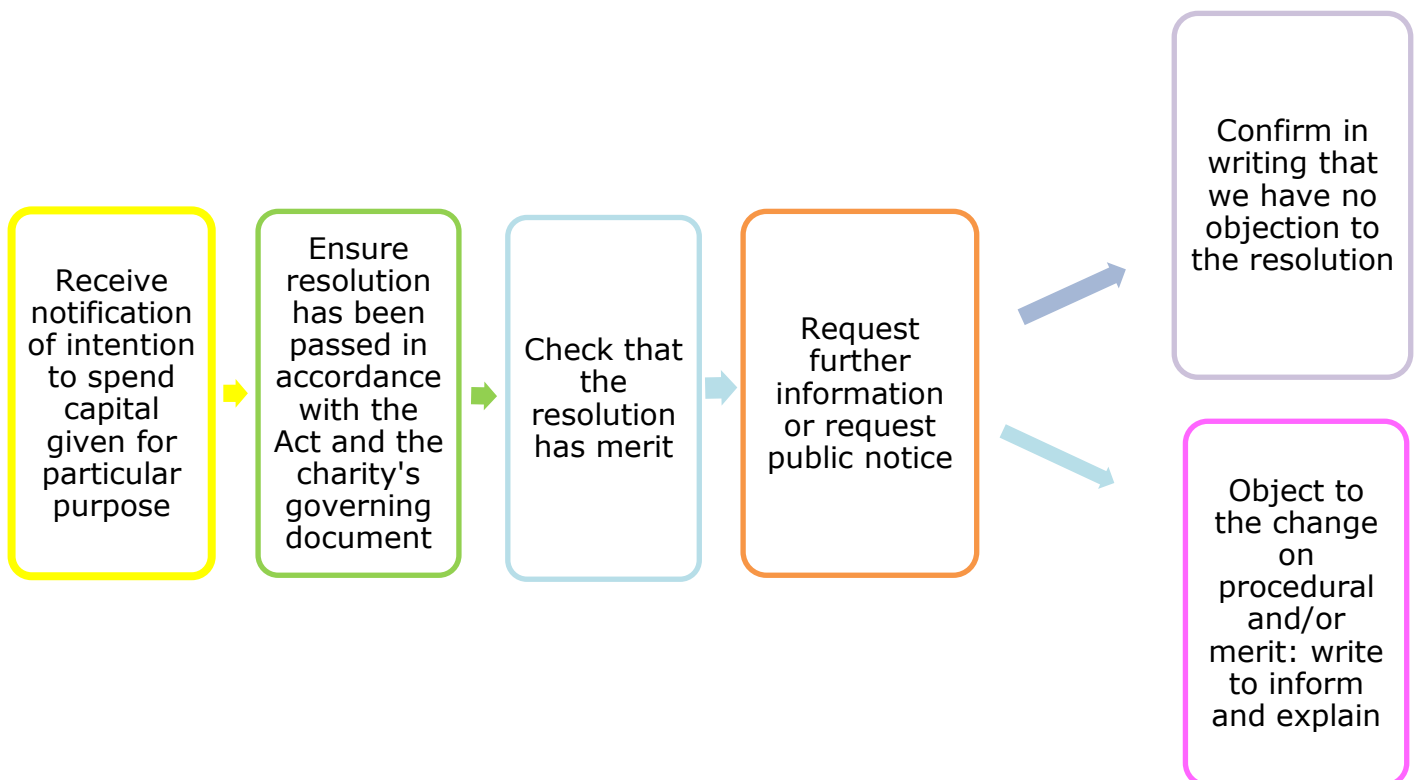 Receive
notification
of intention
to spend
capital
given for
particular
purpose
Ensure
resolution
has been
passed in
accordance
with the
Act and the
charity's
governing
document
Check that
the
resolution
has merit
Request
further
information
or request
public notice
Confirm in
writing that
we have no
objection to
the resolution
Object to
the change
on
procedural
and/or
merit: write
to inform
and explain